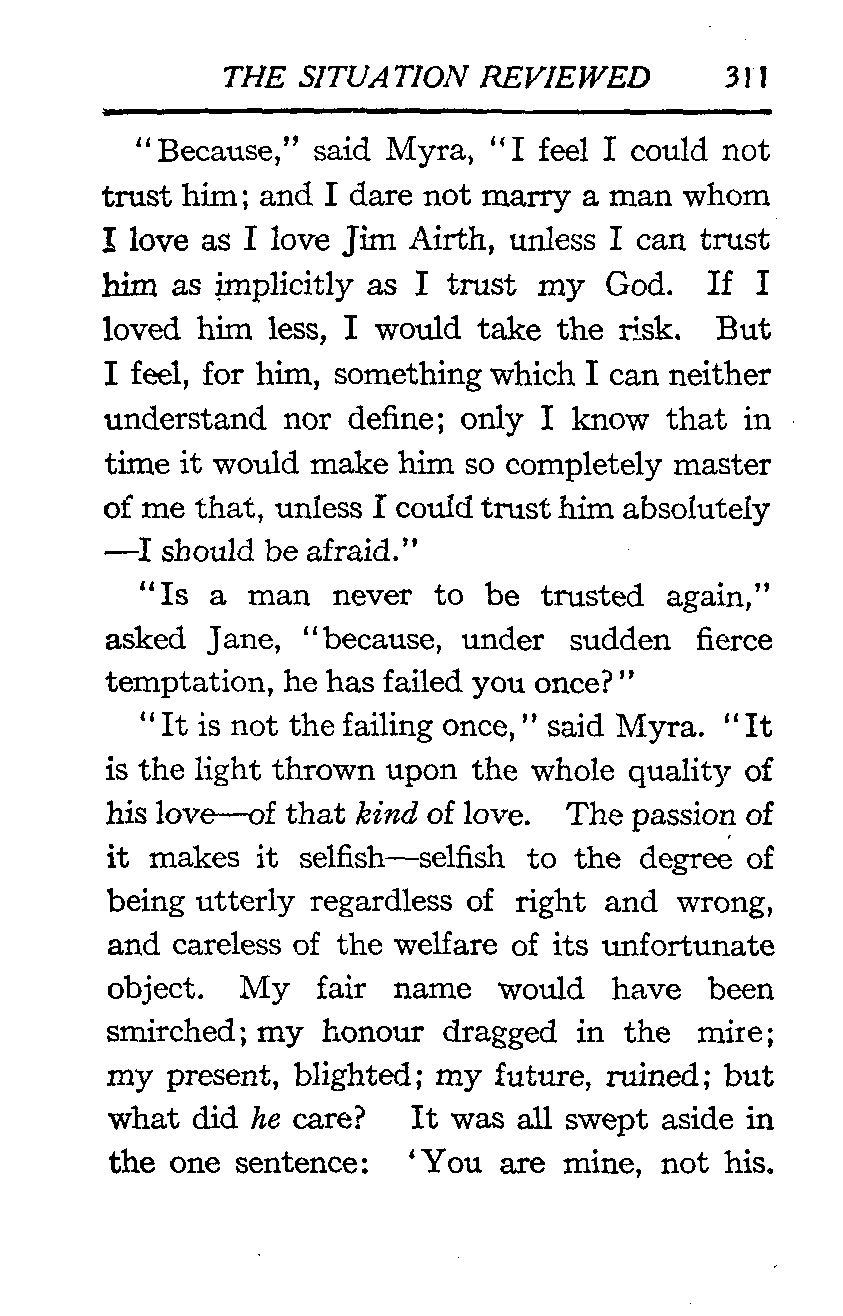 THE SITUATION REVIEWED 311
"Because," said Myra, "I feel I could not
trust him; and I dare not marry a man whom
I love as I love Jim Airth, unless I can trust
him as implicitly as I trust my God. If I
loved him less, I would take the risk. But
I feel, for him, something which I can neither
understand nor define; only I know that in
time it would make him so completely master
of me that, unless I could trust him absolutely
—I should be afraid."
"Is a man never to be trusted again,"
asked Jane, "because, under sudden fierce
temptation, he has failed you once?"
"It is not the failing once," said Myra. "It
is the light thrown upon the whole quality of
his love—of that kind of love. The passion of
it makes it selfish—selfish to the degree of
being utterly regardless of right and wrong,
and careless of the welfare of its unfortunate
object. My fair name would have been
smirched; my honour dragged in the mire;
my present, blighted; my future, ruined; but
what did he care? It was all swept aside in
the one sentence: 'You are mine, not his.